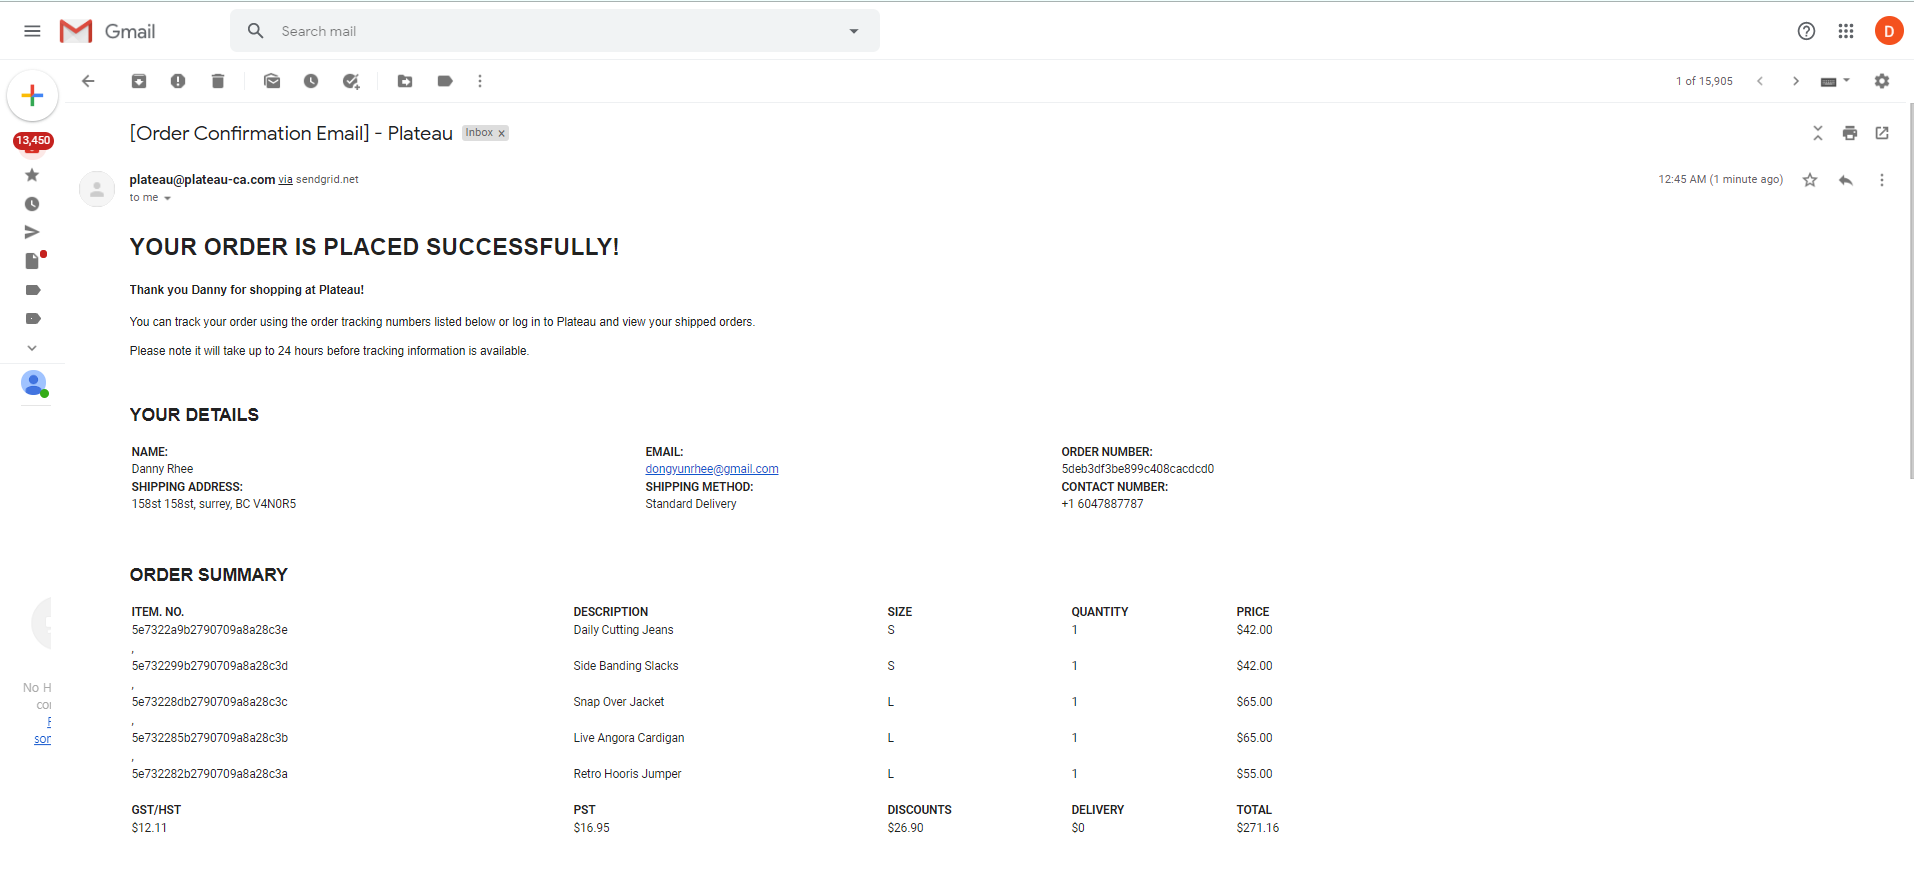 Gmail
Search mail
D
1 of 15,905
13,450
[Order Confirmation Email] - Plateau Inbox x
plateau@plateau-ca.com via sendgrid.net
12:45 AM (1 minute ago)
to me
YOUR ORDER IS PLACED SUCCESSFULLY!
Thank you Danny for shopping at Plateau!
You can track your order using the order tracking numbers listed below or log in to Plateau and view your shipped orders.
Please note it will take up to 24 hours before tracking information is available.
YOUR DETAILS
NAME: EMAIL: ORDER NUMBER:
Danny Rhee dongyunrhee@gmail.com 5deb3df3be899c408cacdcd0
SHIPPING ADDRESS: SHIPPING METHOD: CONTACT NUMBER:
158st 158st, surrey, BC V4N0R5 Standard Delivery +1 6047887787
ORDER SUMMARY
ITEM. NO. DESCRIPTION SIZE QUANTITY PRICE
5e7322a9b2790709a8a28c3e Daily Cutting Jeans S 1 $42.00
,
5e732299b2790709a8a28c3d Side Banding Slacks S 1 $42.00
,
5e73228db2790709a8a28c3c Snap Over Jacket L 1 $65.00
,
5e732285b2790709a8a28c3b Live Angora Cardigan L 1 $65.00
,
5e732282b2790709a8a28c3a Retro Hooris Jumper L 1 $55.00
GST/HST PST DISCOUNTS DELIVERY TOTAL
$12.11 $16.95 $26.90 $0 $271.16
No H